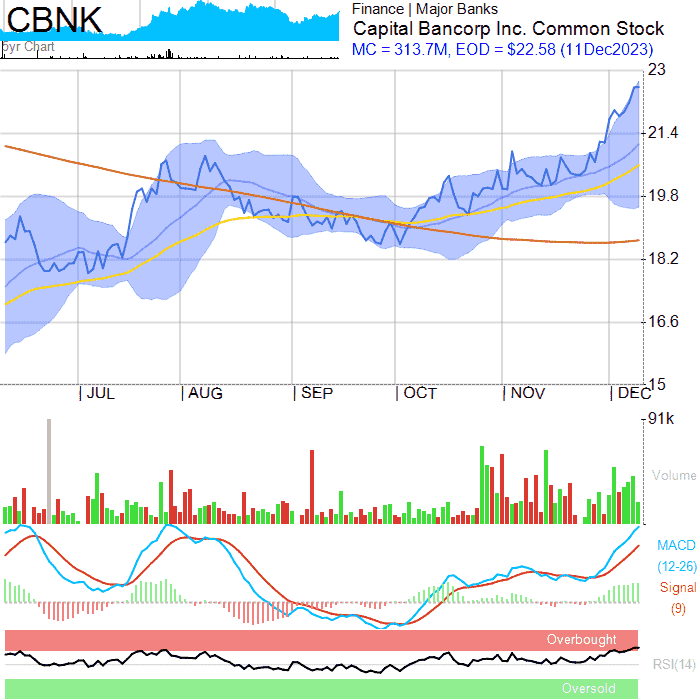 CBNK
5yr Chart
Finance | Major Banks
Capital Bancorp Inc. Common Stock
MC = 313.7M, EOD = $22.58 (11Dec2023)
23
21.4
19.8
18.2
16.6
15
| JUL | AUG | SEP | OCT | NOV | DEC
91k
Volume
MACD
(12-26)
Signal
(9)
Overbought
RSI(14)
Oversold